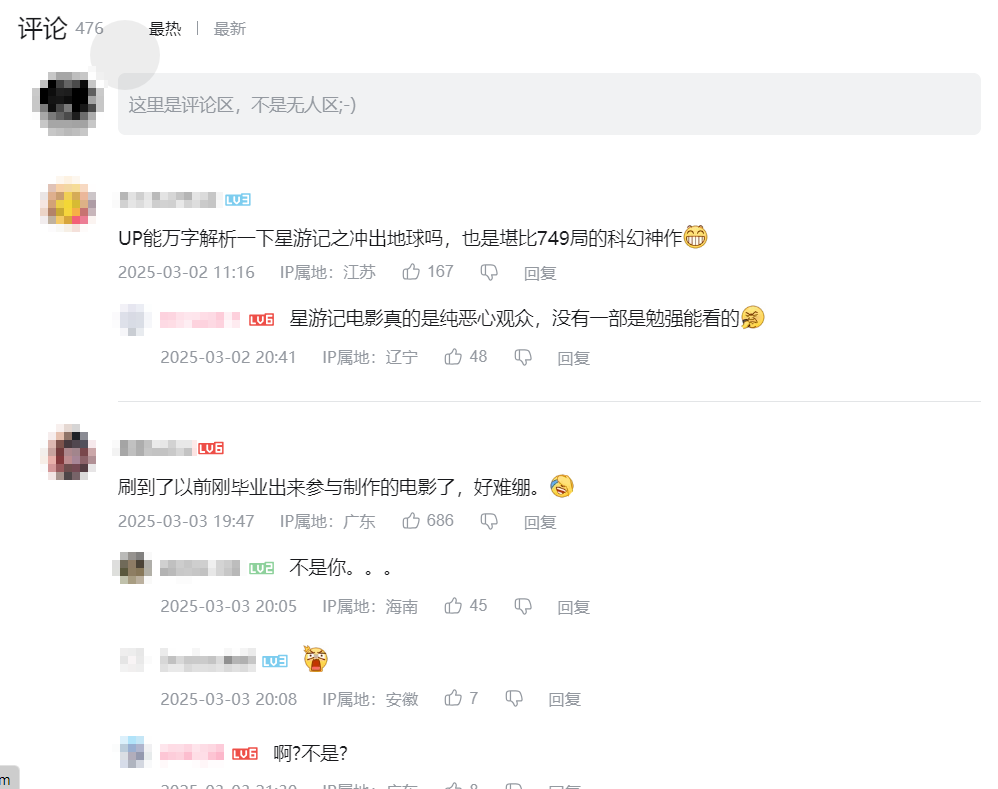 评论 476 最热 | 最新
这里是评论区，不是无人区;-)
LV3
UP能万字解析一下星游记之冲出地球吗，也是堪比749局的科幻神作
2025-03-02 11:16 IP属地：江苏 167 回复
LV6 星游记电影真的是纯恶心观众，没有一部是勉强能看的
2025-03-02 20:41 IP属地：辽宁 48 回复
LV6
刷到了以前刚毕业出来参与制作的电影了，好难绷。
2025-03-03 19:47 IP属地：广东 686 回复
LV2 不是你。。。
2025-03-03 20:05 IP属地：海南 45 回复
LV3
2025-03-03 20:08 IP属地：安徽 7 回复
LV6 啊?不是?
m